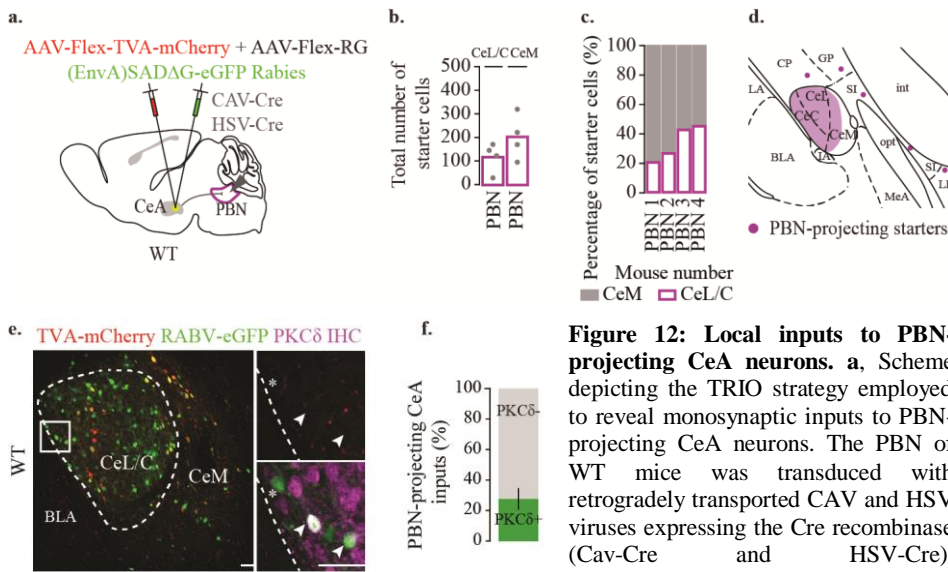 a.
AAV-Flex-TVA-mCherry + AAV-Flex-RG
(EnvA)SADΔG-eGFP Rabies
CAV-Cre
HSV-Cre
CeA
PBN
WT
b.
CeL/C CeM
Total number of
starter cells
500
400
300
200
100
0
PBN
PBN
c.
Percentage of starter cells (%)
100
80
60
40
20
0
PBN 1
PBN 2
PBN 3
PBN 4
Mouse number
CeM CeL/C
d.
CP
GP
LA
CeL
SI
int
CeC
CeM
BLA
IA
opt
SI
MeA
PBN-projecting starters
e.
TVA-mCherry RABV-eGFP PKCδ IHC
WT
CeL/C
CeM
BLA
*
*
f.
PBN-projecting CeA
inputs (%)
100
80
60
40
20
0
PKCδ-
PKCδ+
Figure 12: Local inputs to PBN-
projecting CeA neurons. a, Scheme
depicting the TRIO strategy employed
to reveal monosynaptic inputs to PBN-
projecting CeA neurons. The PBN of
WT mice was transduced with
retrogradely transported CAV and HSV
viruses expressing the Cre recombinase
(Cav-Cre and HSV-Cre)